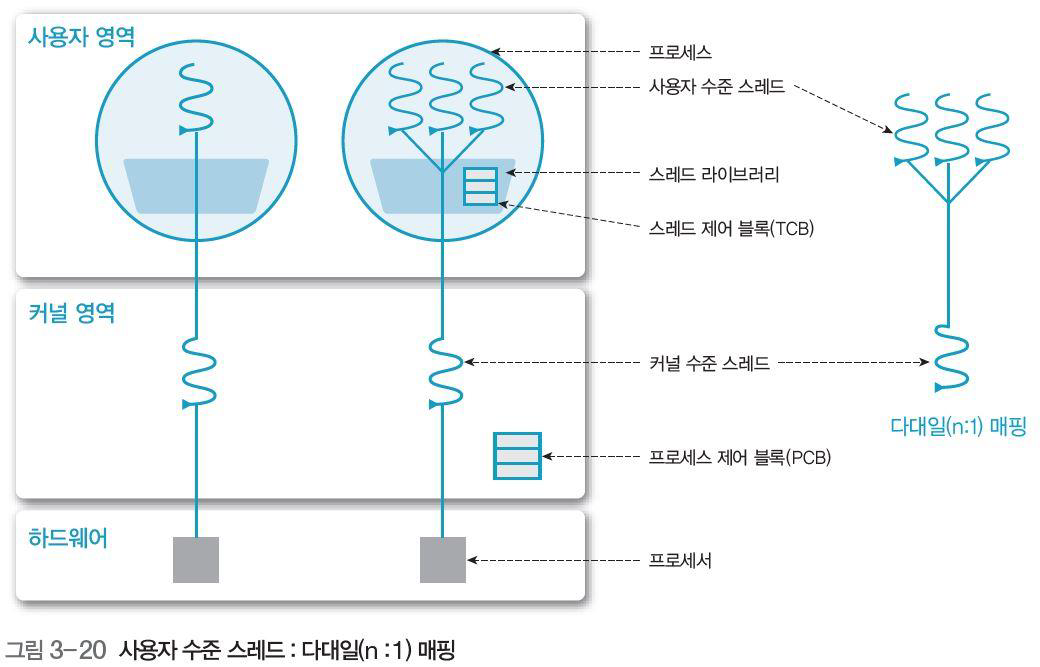 사용자 영역
프로세스
사용자 수준 스레드
스레드 라이브러리
스레드 제어 블록(TCB)
커널 영역
커널 수준 스레드
다대일(n:1) 매핑
프로세스 제어 블록(PCB)
하드웨어
프로세서
그림 3-20 사용자 수준 스레드 : 다대일(n :1) 매핑